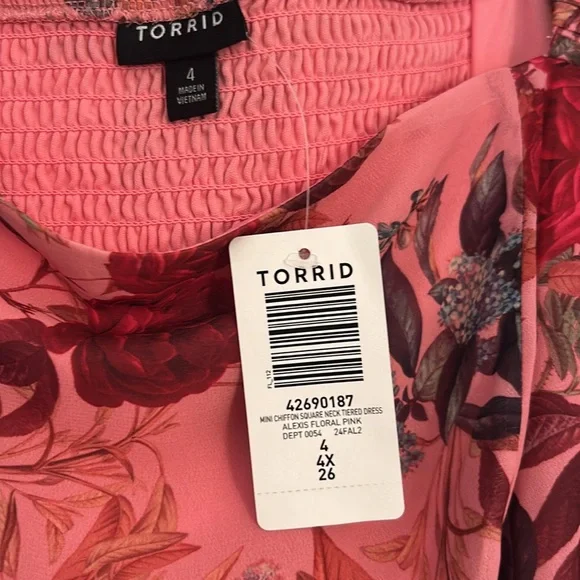 TORRID
4
MADE IN
VIETNAM
TORRID
FL_112
42690187
MINI CHIFFON SQUARE NECK TIERED DRESS
ALEXIS FLORAL PINK
DEPT 0054 24FAL2
4
4X
26